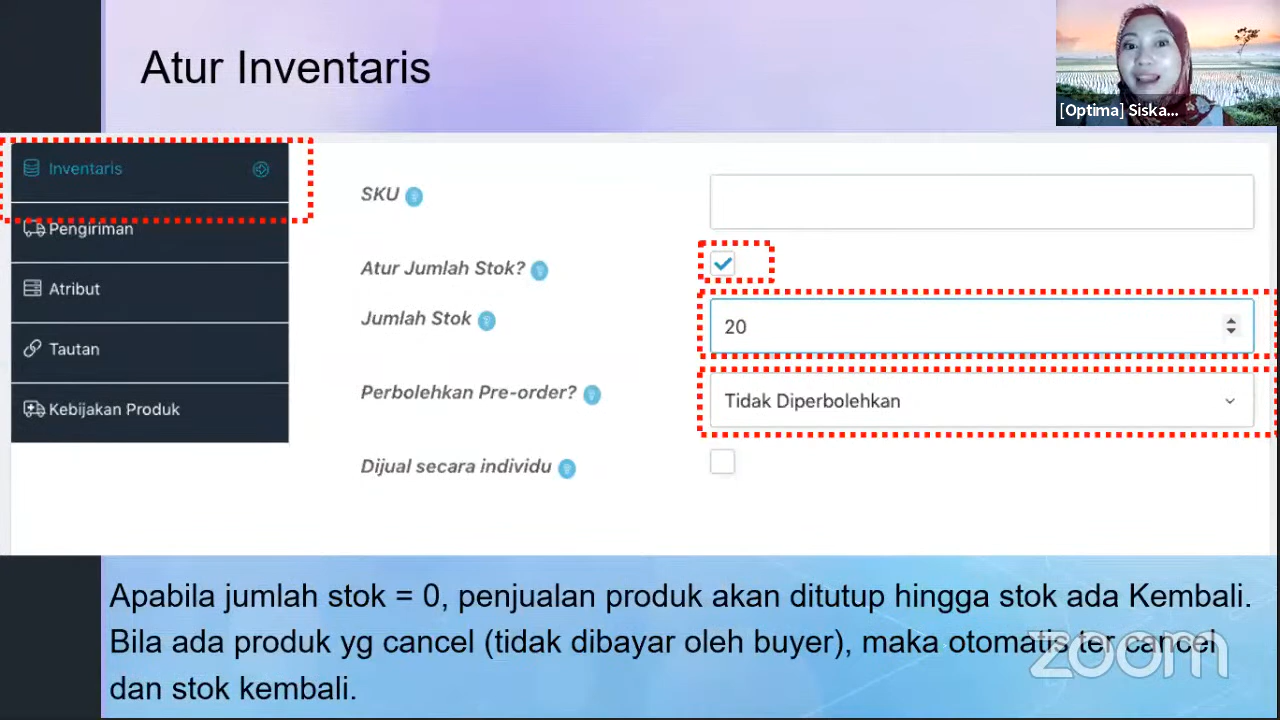 Atur Inventaris
[Optima] Siska...
Inventaris
Pengiriman
Atribut
Tautan
Kebijakan Produk
SKU
Atur Jumlah Stok?
Jumlah Stok
20
Perbolehkan Pre-order?
Tidak Diperbolehkan
Dijual secara individu
Apabila jumlah stok = 0, penjualan produk akan ditutup hingga stok ada Kembali.
Bila ada produk yg cancel (tidak dibayar oleh buyer), maka otomatis ter cancel
dan stok kembali.
zoom